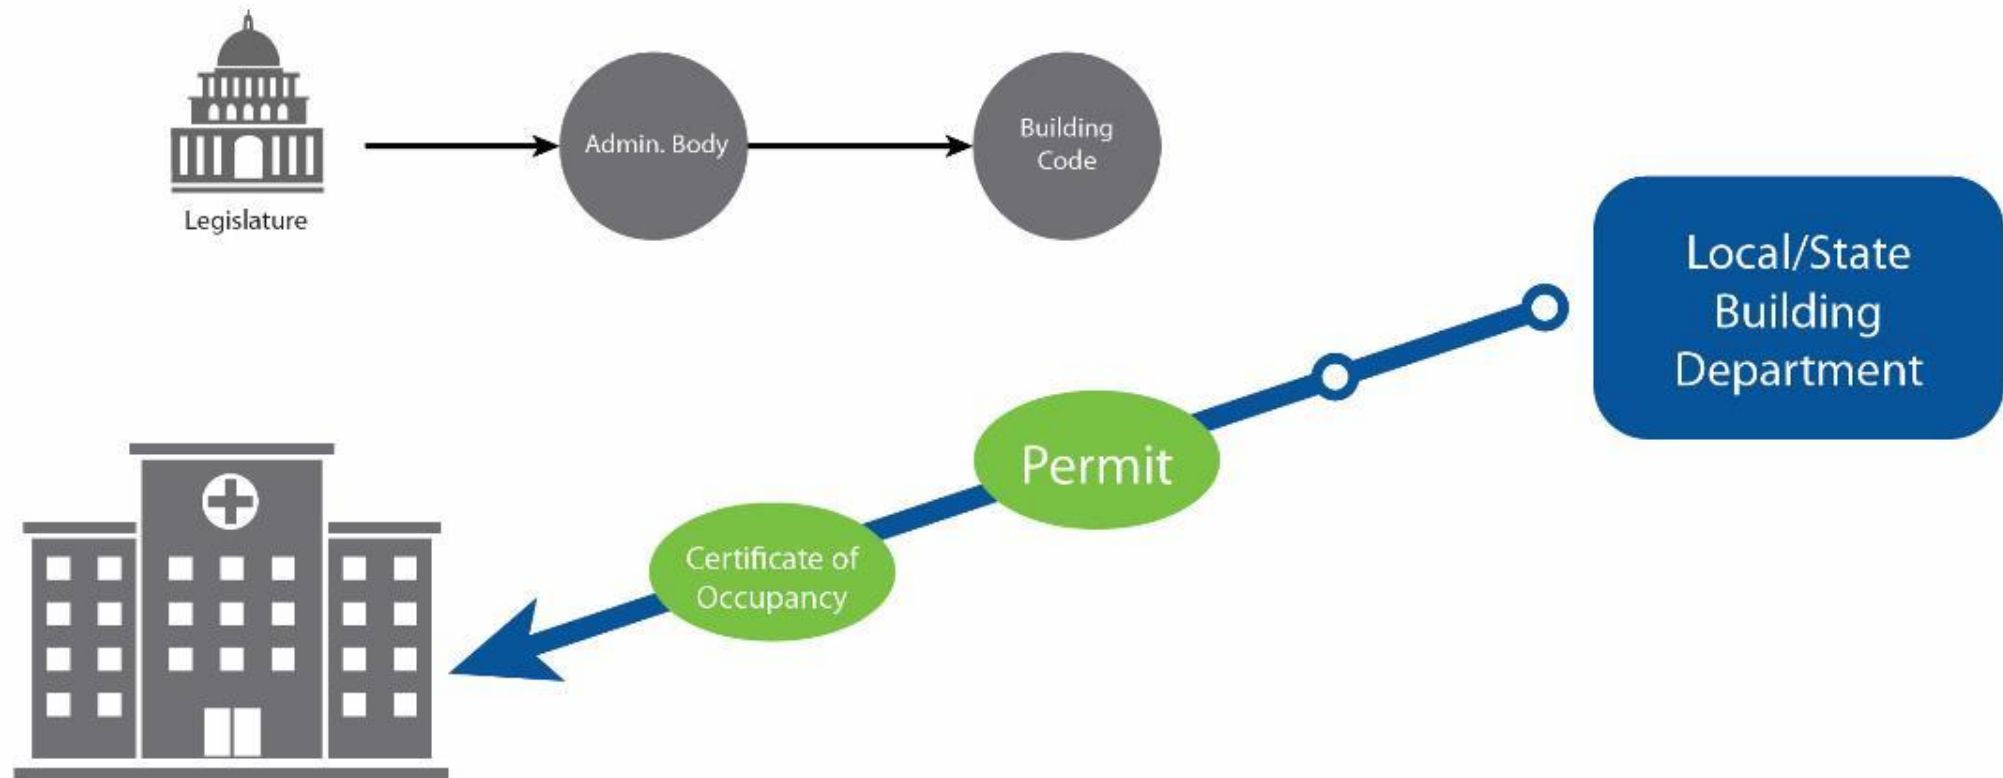 Legislature
Admin. Body
Building
Code
Local/State
Building
Department
Permit
Certificate of
Occupancy